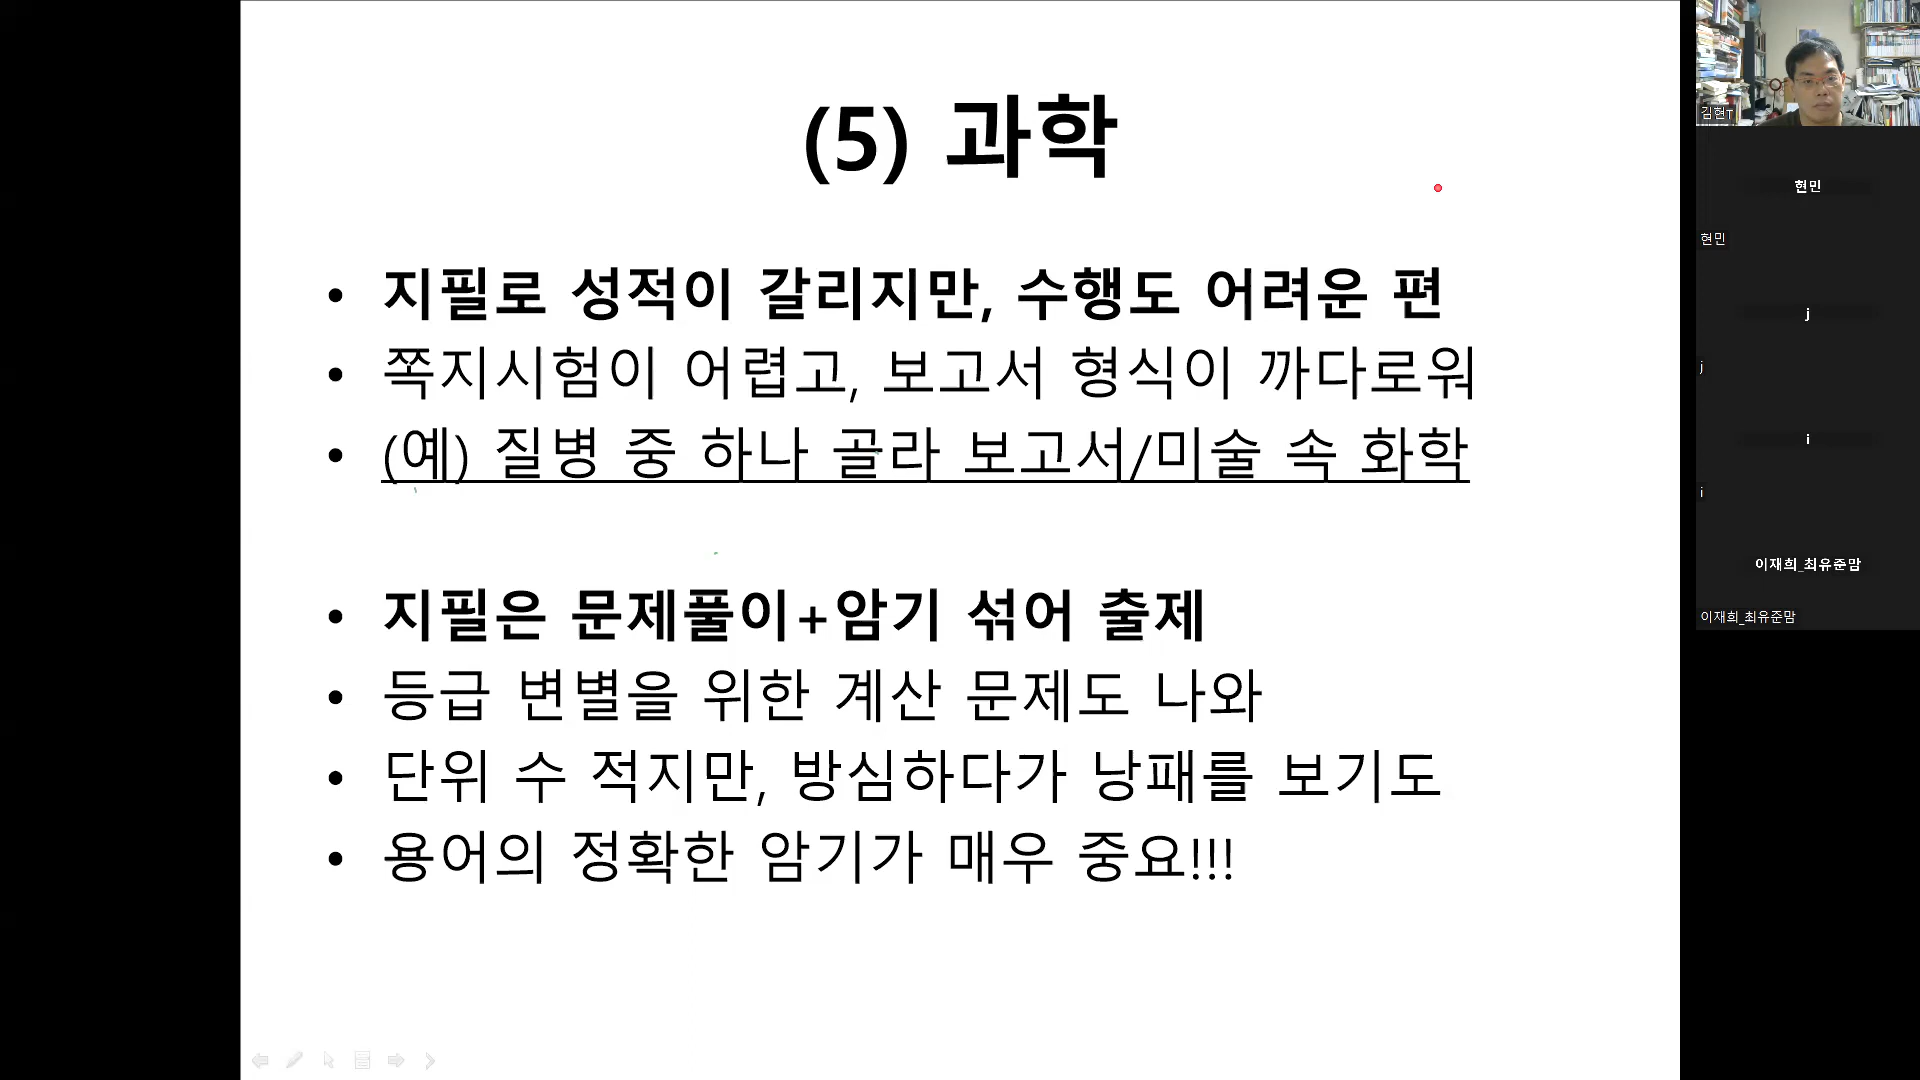 (5) 과학
• 지필로 성적이 갈리지만, 수행도 어려운 편
• 쪽지시험이 어렵고, 보고서 형식이 까다로워
• (예) 질병 중 하나 골라 보고서/미술 속 화학
• 지필은 문제풀이+암기 섞어 출제
• 등급 변별을 위한 계산 문제도 나와
• 단위 수 적지만, 방심하다가 낭패를 보기도
• 용어의 정확한 암기가 매우 중요!!!
김현T
현민
현민
j
j
i
i
이재희_최유준맘
이재희_최유준맘